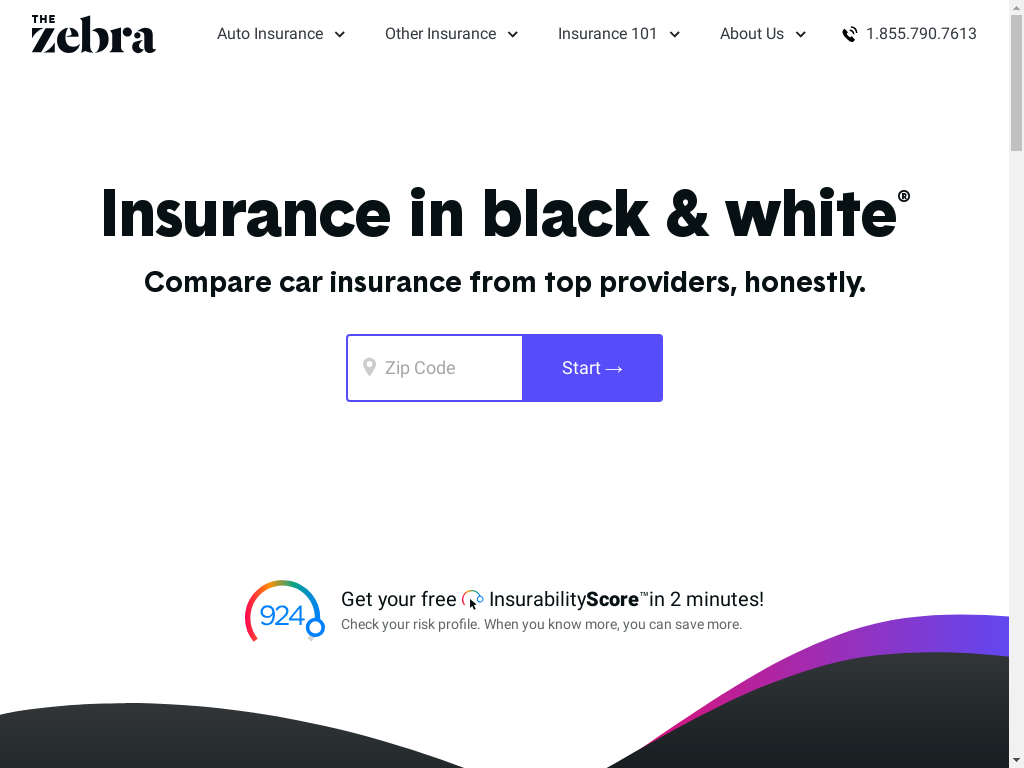 THE
zebra
Auto Insurance
Other Insurance
Insurance 101
About Us
1.855.790.7613
Insurance in black & white®
Compare car insurance from top providers, honestly.
Zip Code
Start →
924
Get your free InsurabilityScore™in 2 minutes!
Check your risk profile. When you know more, you can save more.